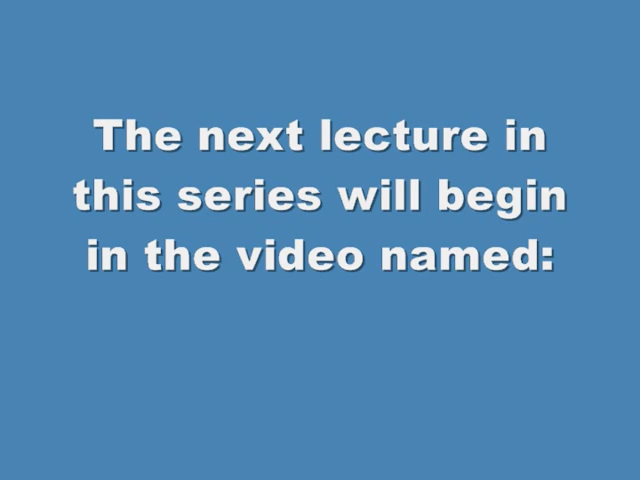 The next lecture in
this series will begin
in the video named: